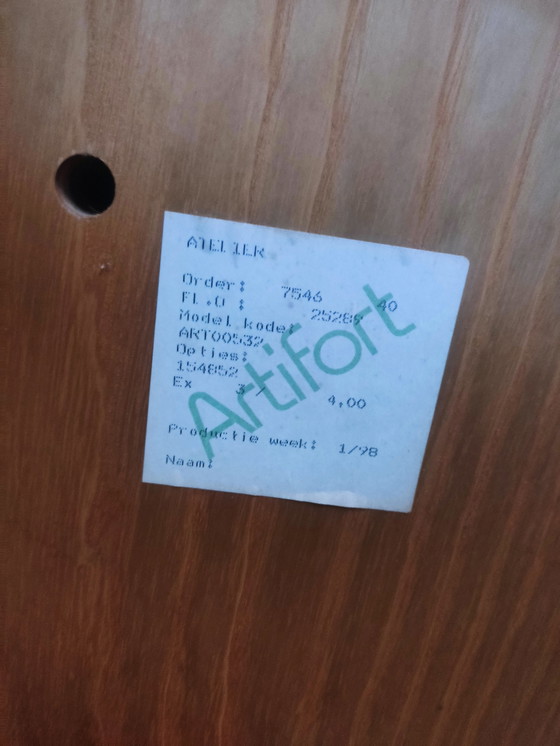 ATELIER
Order: 7546 40
Fl.O : 25289
Model kode:
ART00532
Opties:
154852
Ex 3 / 4,00
Productie week: 1/98
Naam:
Artifort